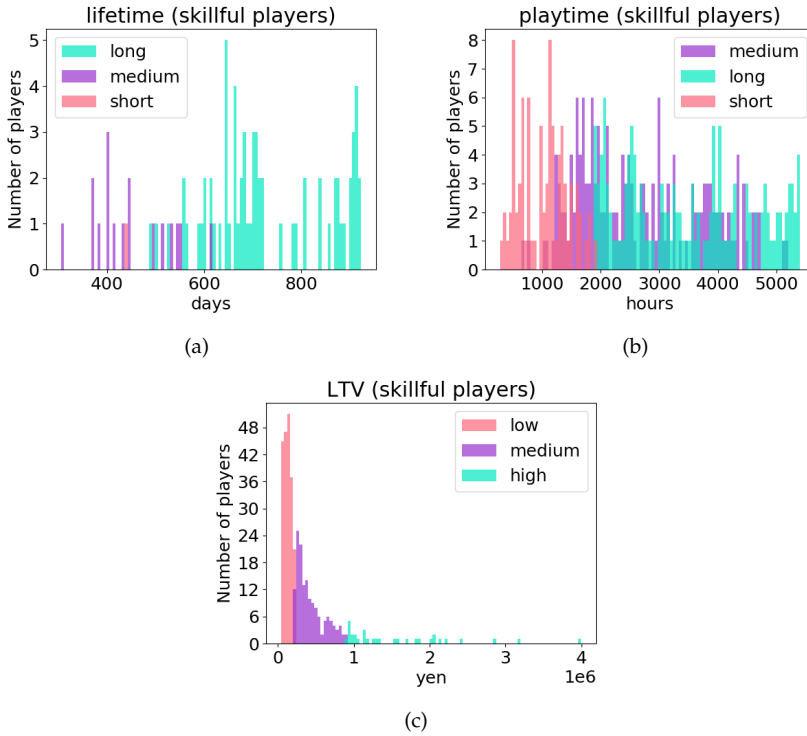 lifetime (skillful players)
5
4
3
2
1
0
Number of players
long
medium
short
400
600
800
days
(a)
playtime (skillful players)
8
7
6
5
4
3
2
1
0
Number of players
medium
long
short
1000
2000
3000
4000
5000
hours
(b)
LTV (skillful players)
48
42
36
30
24
18
12
6
0
Number of players
low
medium
high
0
1
2
3
4
1e6
yen
(c)